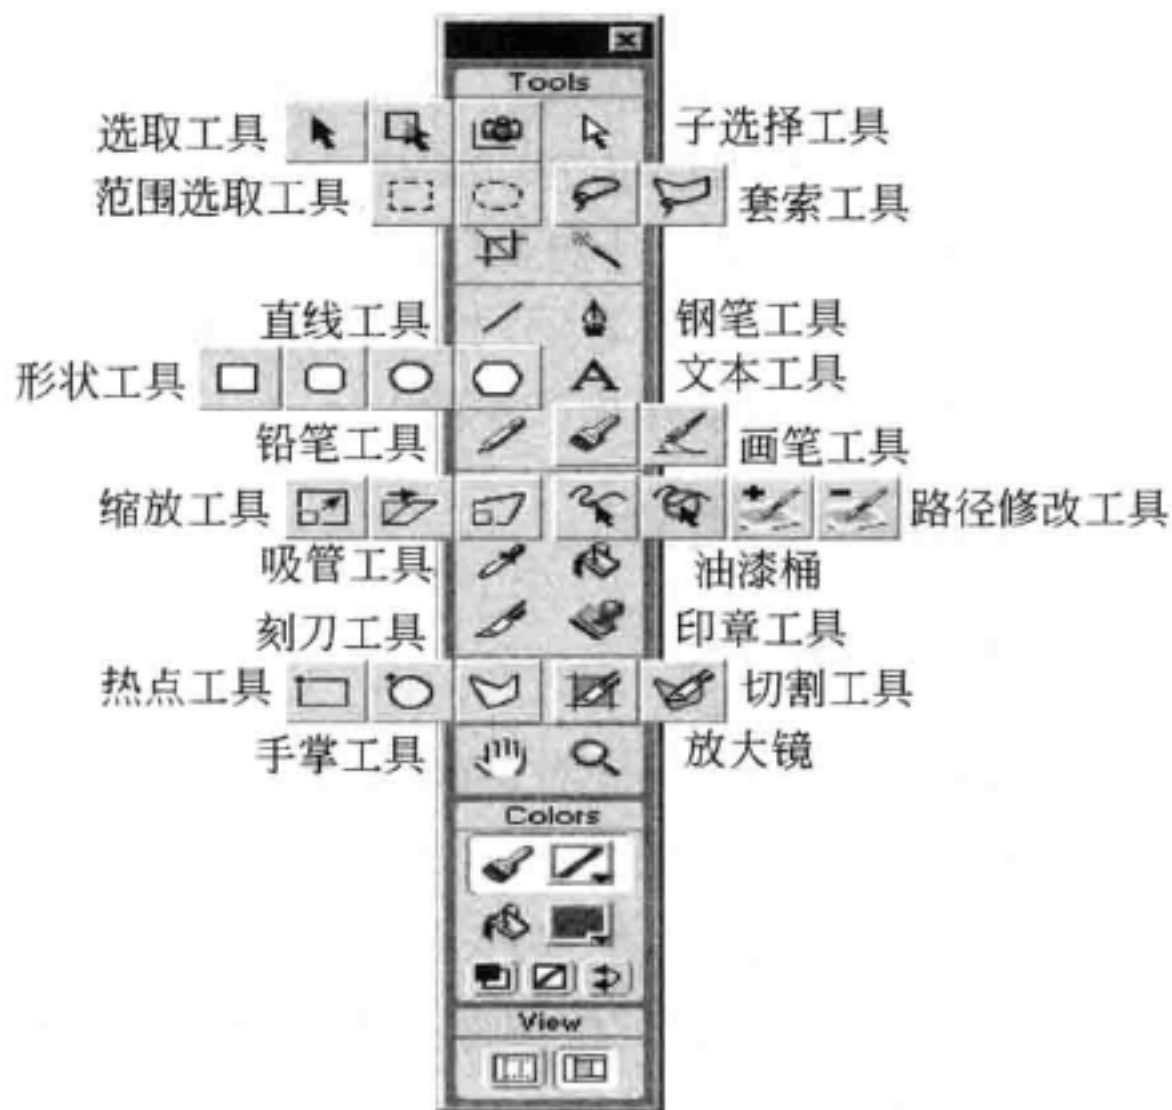 Tools
选取工具 子选择工具
范围选取工具 套索工具
直线工具 钢笔工具
形状工具 A 文本工具
铅笔工具 画笔工具
缩放工具 路径修改工具
吸管工具 油漆桶
刻刀工具 印章工具
热点工具 切割工具
手掌工具 放大镜
Colors
View